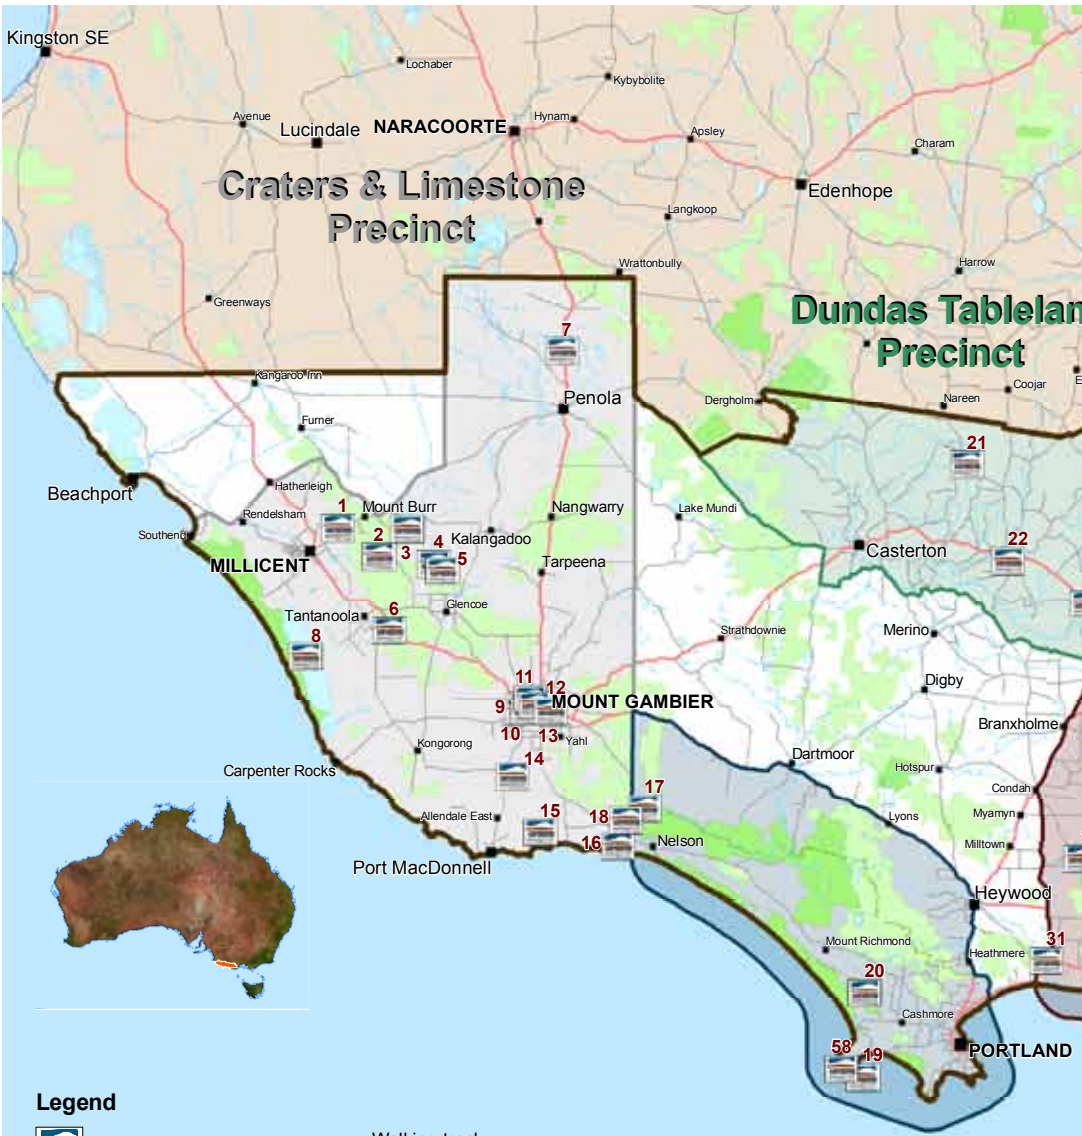 Kingston SE
Lochaber
Kybybolite
Avenue
Lucindale
NARACOORTE
Hynam
Apsley
Charam
Craters & Limestone
Precinct
Edenhope
Langkoop
Wrattonbully
Harrow
Greenways
Dundas Tablelan
Precinct
7
Kangaroo Inn
Penola
Dergholm
Coojar
Nareen
E
Furner
21
Beachport
Hatherleigh
Rendelsham
1
Mount Burr
Nangwarry
Lake Mundi
Southend
2
3
4
5
Kalangadoo
22
Casterton
MILLICENT
Tarpeena
Tantanoola
6
Glencoe
8
Strathdownie
Merino
Digby
11
12
9
MOUNT GAMBIER
10
13
Yahl
Branxholme
Kongorong
14
Dartmoor
Hotspur
Carpenter Rocks
Condah
17
Allendale East
15
18
Lyons
Myamyn
16
Nelson
Milltown
Port MacDonnell
Heywood
Mount Richmond
Heathmere
31
20
Cashmore
58
19
PORTLAND
Legend